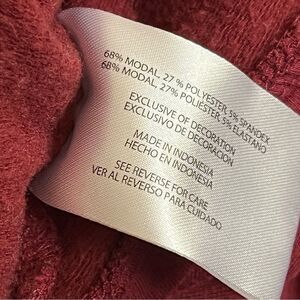 68% MODAL, 27% POLYESTER, 5% SPANDEX
68% MODAL, 27% POLIÉSTER, 5% ELASTANO
EXCLUSIVE OF DECORATION
EXCLUSIVO DE DECORACIÓN
MADE IN INDONESIA
HECHO EN INDONESIA
SEE REVERSE FOR CARE
VER AL REVERSO PARA CUIDADO